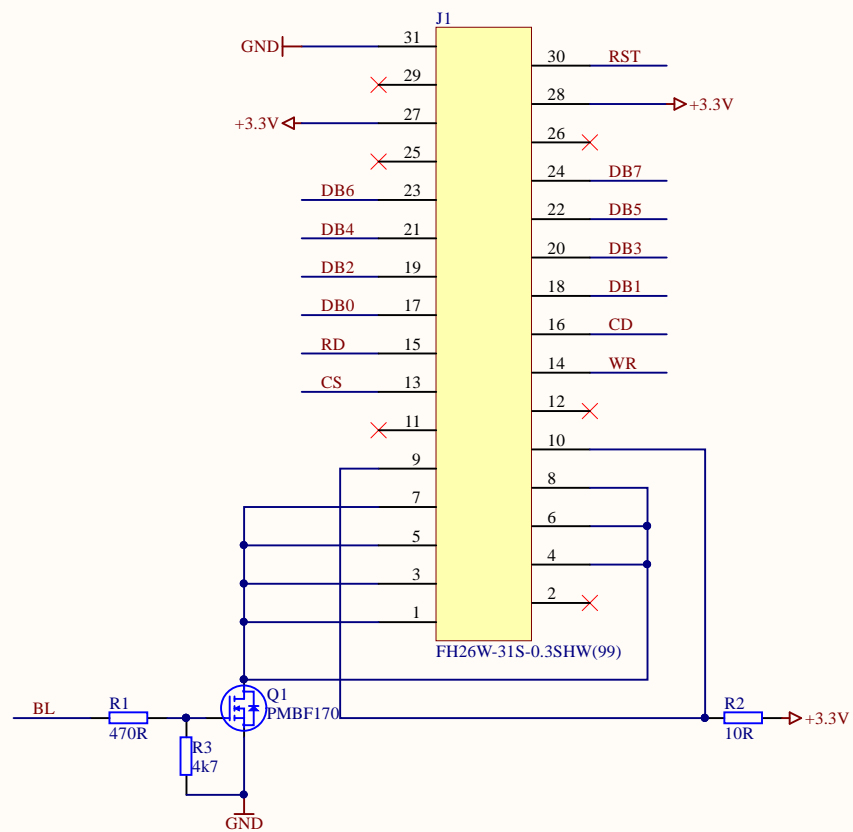 J1
GND 31
30 RST
29
28 +3.3V
+3.3V 27
26
25
24 DB7
DB6 23
22 DB5
DB4 21
20 DB3
DB2 19
18 DB1
DB0 17
16 CD
RD 15
14 WR
CS 13
12
11
10
9
8
7
6
5
4
3
2
1
FH26W-31S-0.3SHW(99)
BL
R1
470R
Q1
PMBF170
R2
10R
+3.3V
R3
4k7
GND